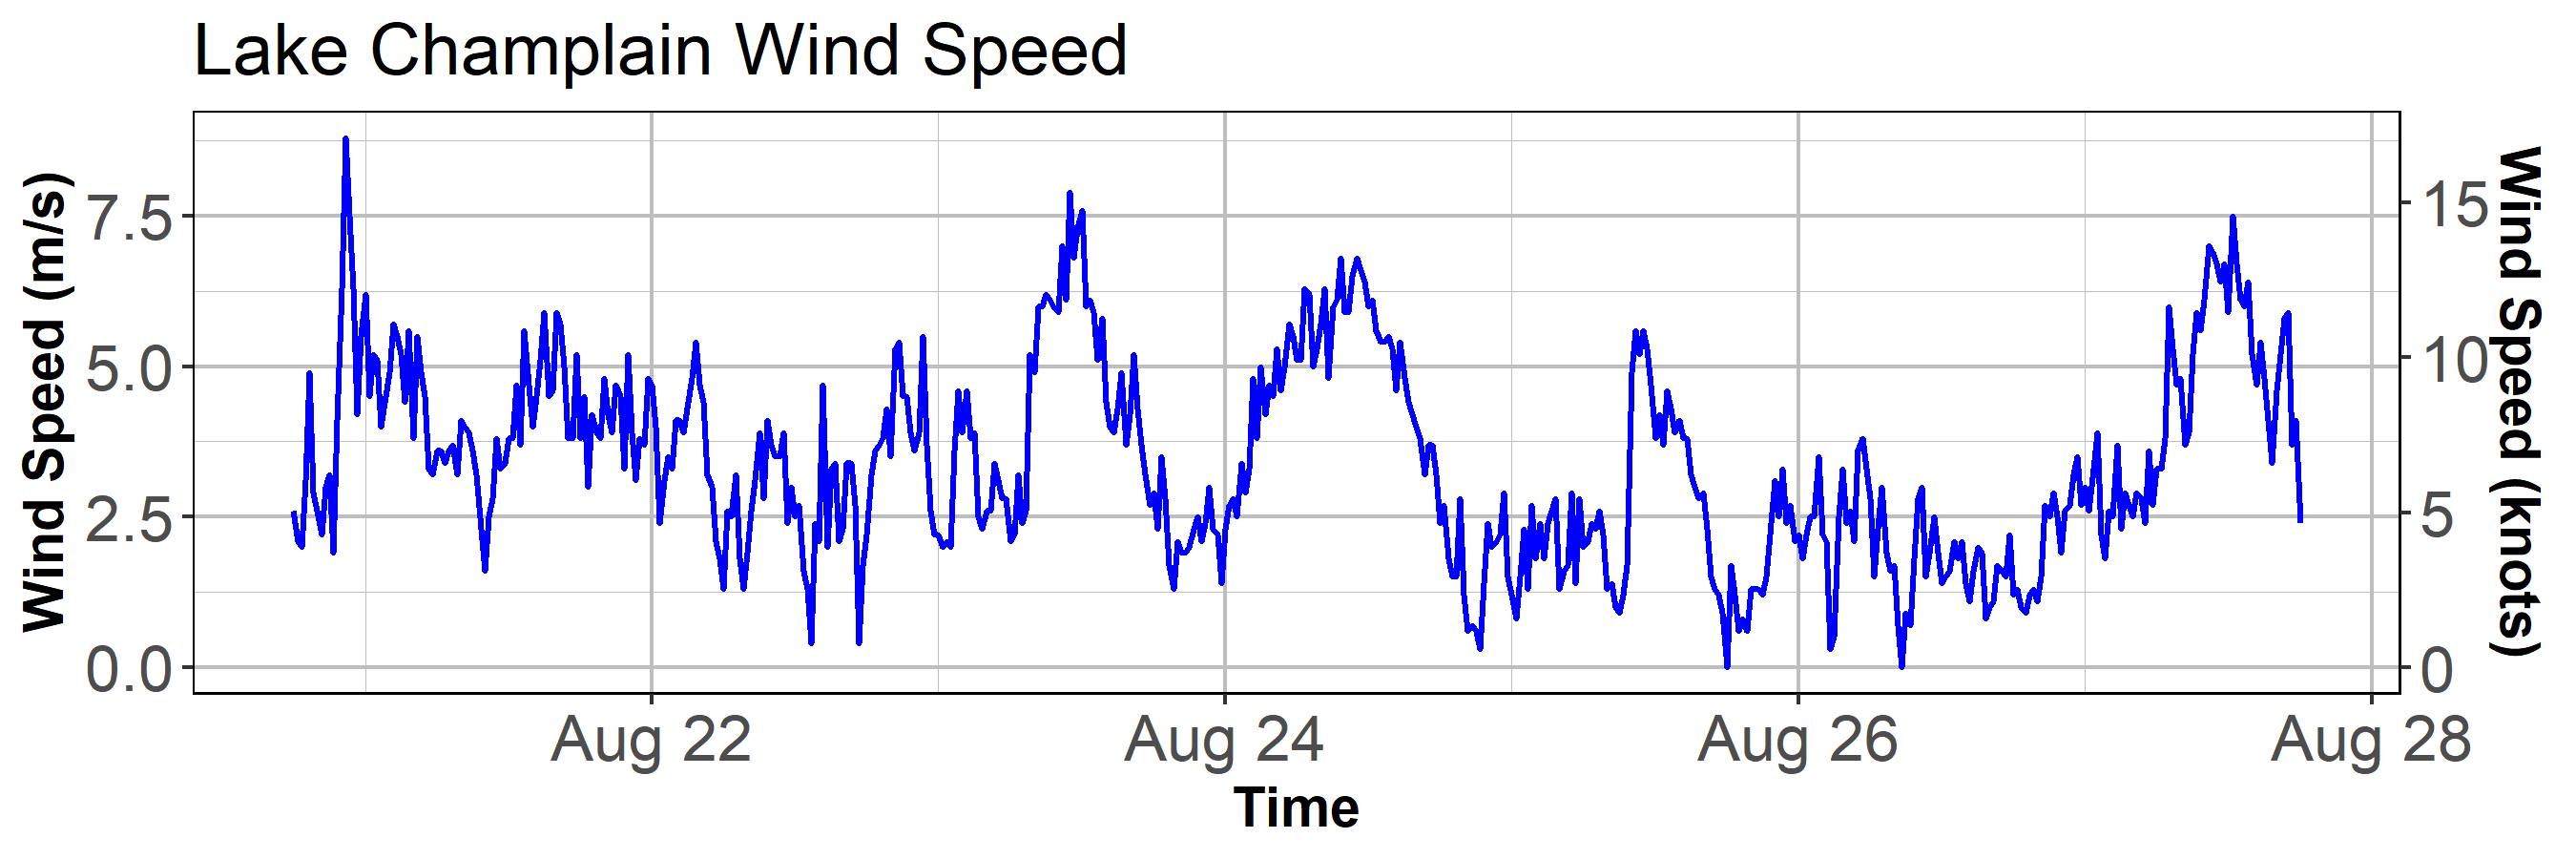 Lake Champlain Wind Speed
Wind Speed (m/s)
7.5
5.0
2.5
0.0
15
10
5
0
Wind Speed (knots)
Aug 22
Aug 24
Aug 26
Aug 28
Time